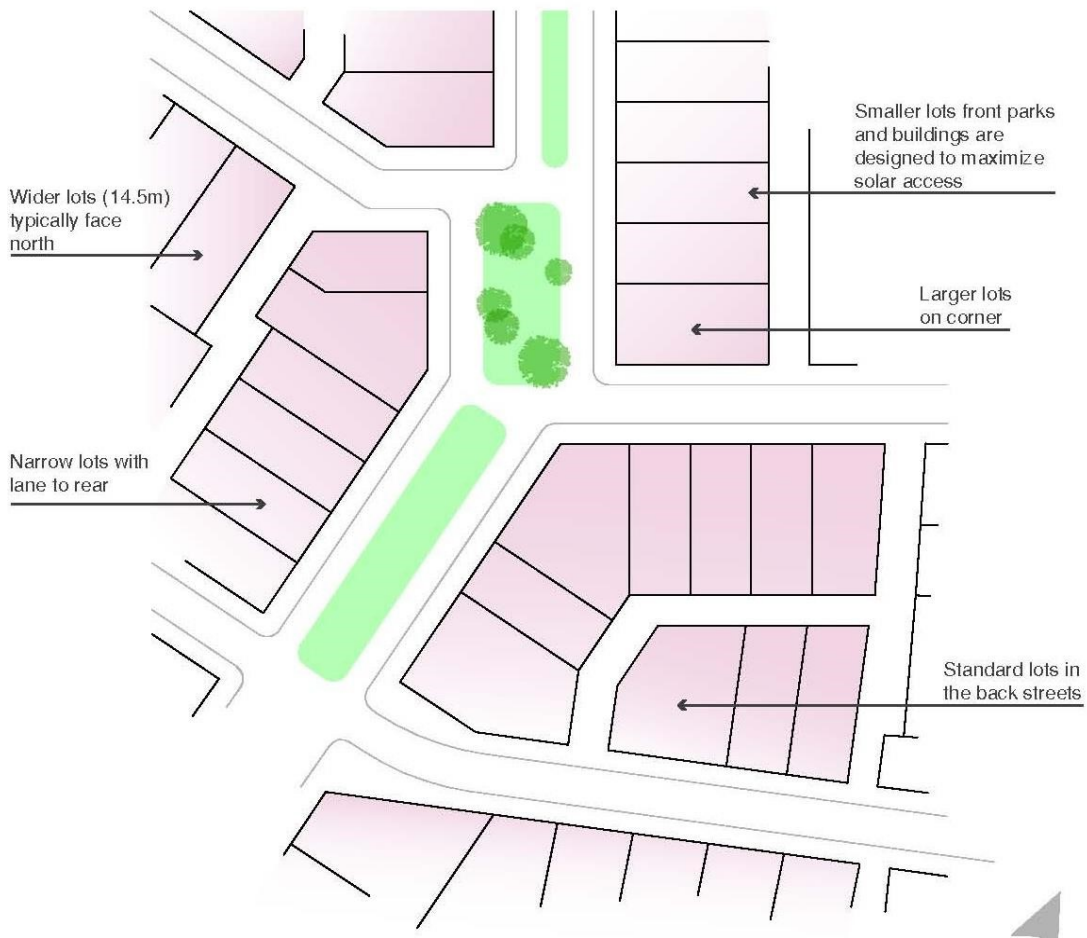 Smaller lots front parks
and buildings are
designed to maximize
solar access
Wider lots (14.5m)
typically face
north
Larger lots
on corner
Narrow lots with
lane to rear
Standard lots in
the back streets